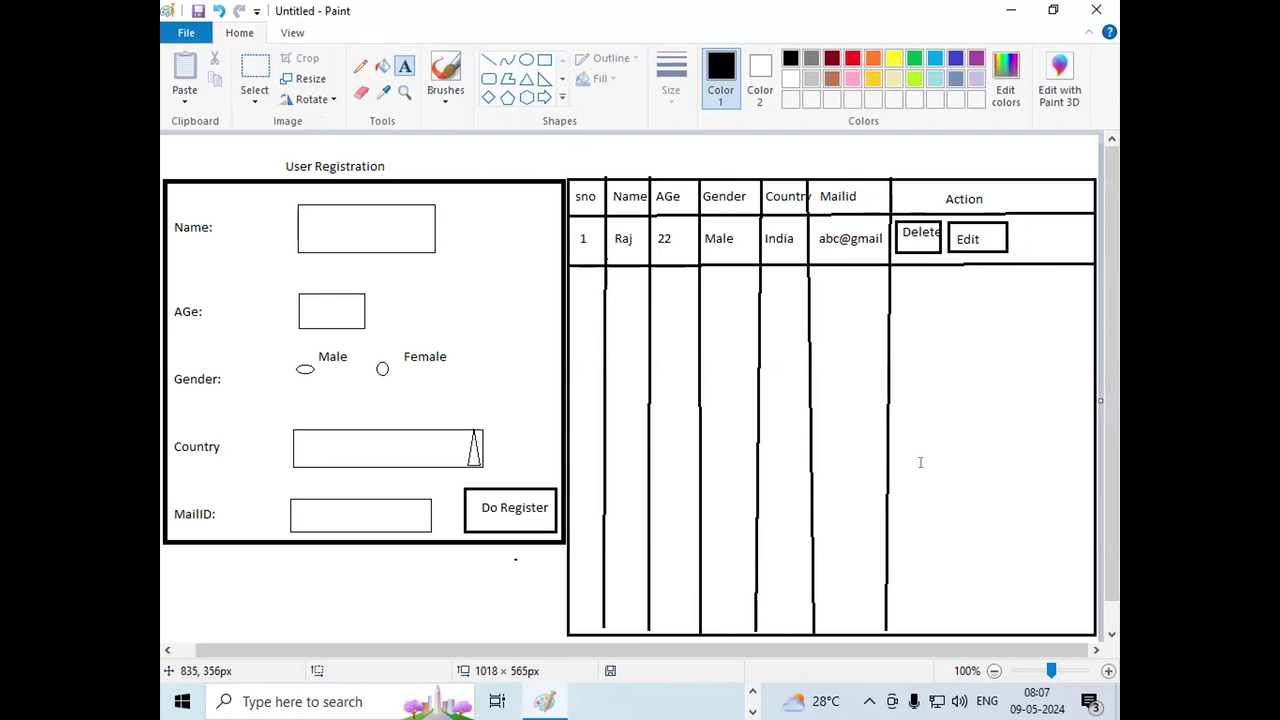 Untitled - Paint
File Home View
Paste
Clipboard
Select
Crop
Resize
Rotate
Image
A
Tools
Brushes
Outline
Fill
Shapes
Size
Color 1
Color 2
Edit colors
Colors
Edit with Paint 3D
User Registration
Name:
AGe:
Male Female
Gender:
Country
MailID:
Do Register
sno Name AGe Gender Country Mailid Action
1 Raj 22 Male India abc@gmail Delete Edit
835, 356px
1018 × 565px
100%
Type here to search
28°C
ENG
08:07
09-05-2024
3